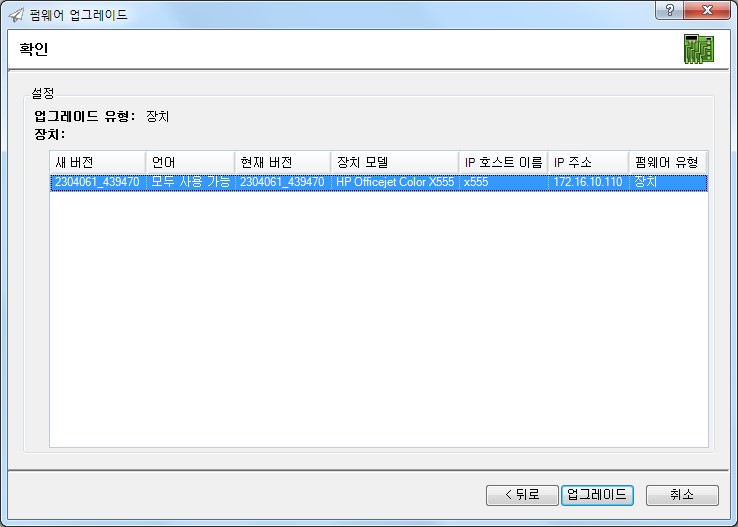 펌웨어 업그레이드
?
확인
설정
업그레이드 유형: 장치
장치:
새 버전 언어 현재 버전 장치 모델 IP 호스트 이름 IP 주소 펌웨어 유형
2304061_439470 모두 사용 가능 2304061_439470 HP Officejet Color X555 x555 172.16.10.110 장치
< 뒤로 업그레이드 취소